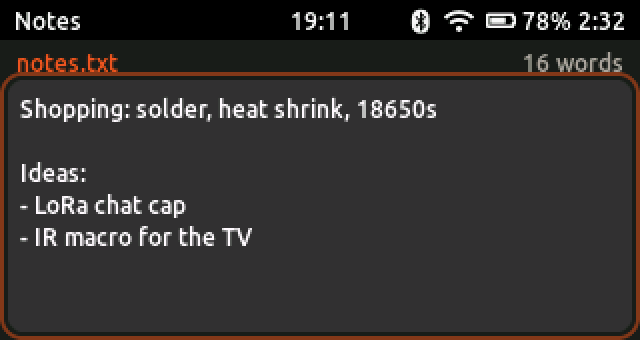 Notes 19:11 78% 2:32
notes.txt 16 words
Shopping: solder, heat shrink, 18650s

Ideas:
- LoRa chat cap
- IR macro for the TV